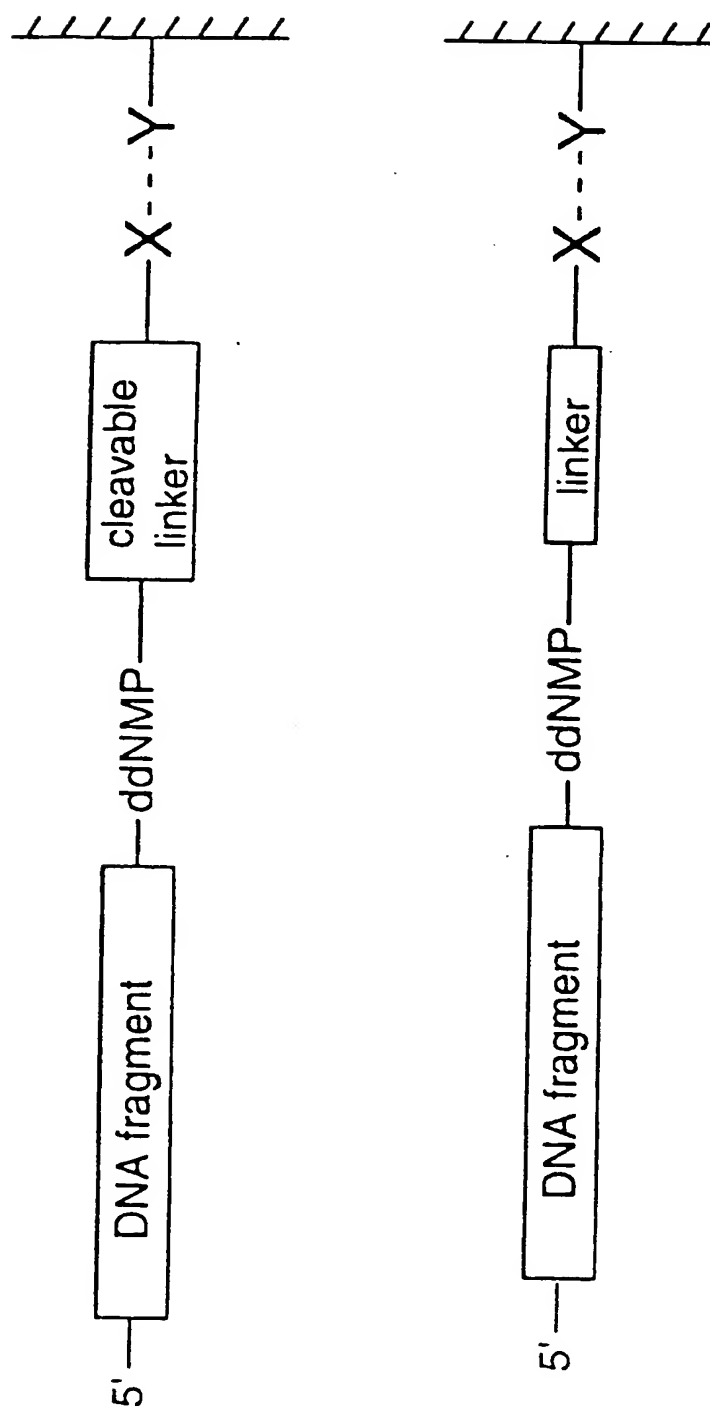 5'
DNA fragment
ddNMP
cleavable
linker
X---Y
5'
DNA fragment
ddNMP
linker
X---Y